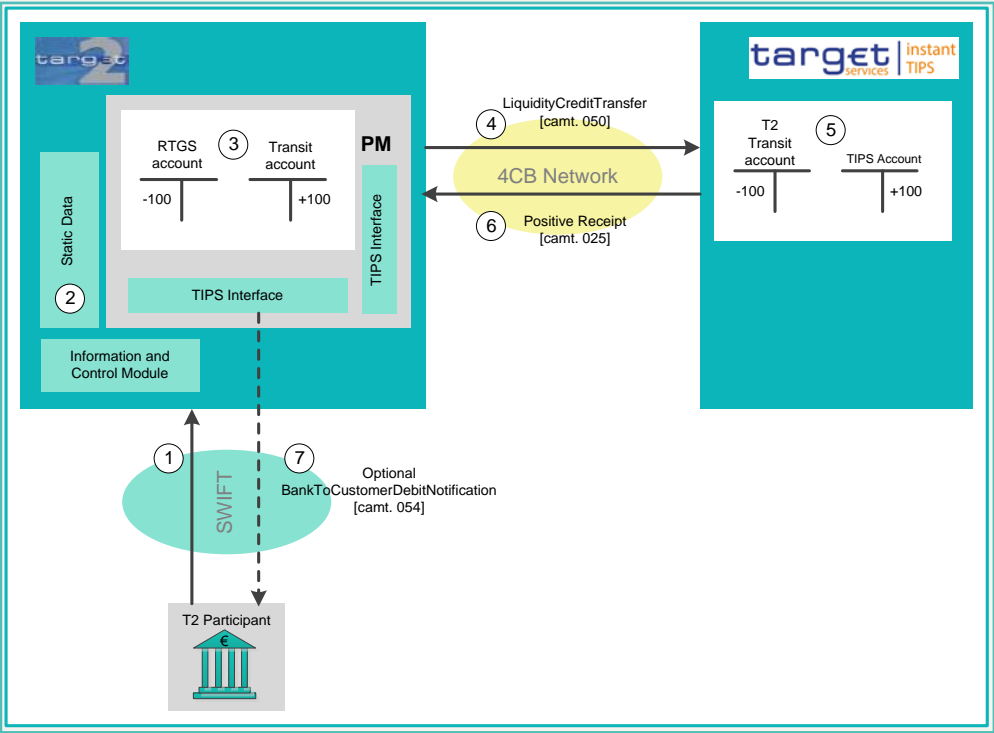 target
2
target
services
instant
TIPS
LiquidityCreditTransfer
[camt. 050]
4
4CB Network
6
Positive Receipt
[camt. 025]
PM
RTGS
account
3
Transit
account
-100
+100
T2
Transit
account
5
TIPS Account
-100
+100
Static Data
2
TIPS Interface
TIPS Interface
Information and
Control Module
1
7
SWIFT
Optional
BankToCustomerDebitNotification
[camt. 054]
T2 Participant
€